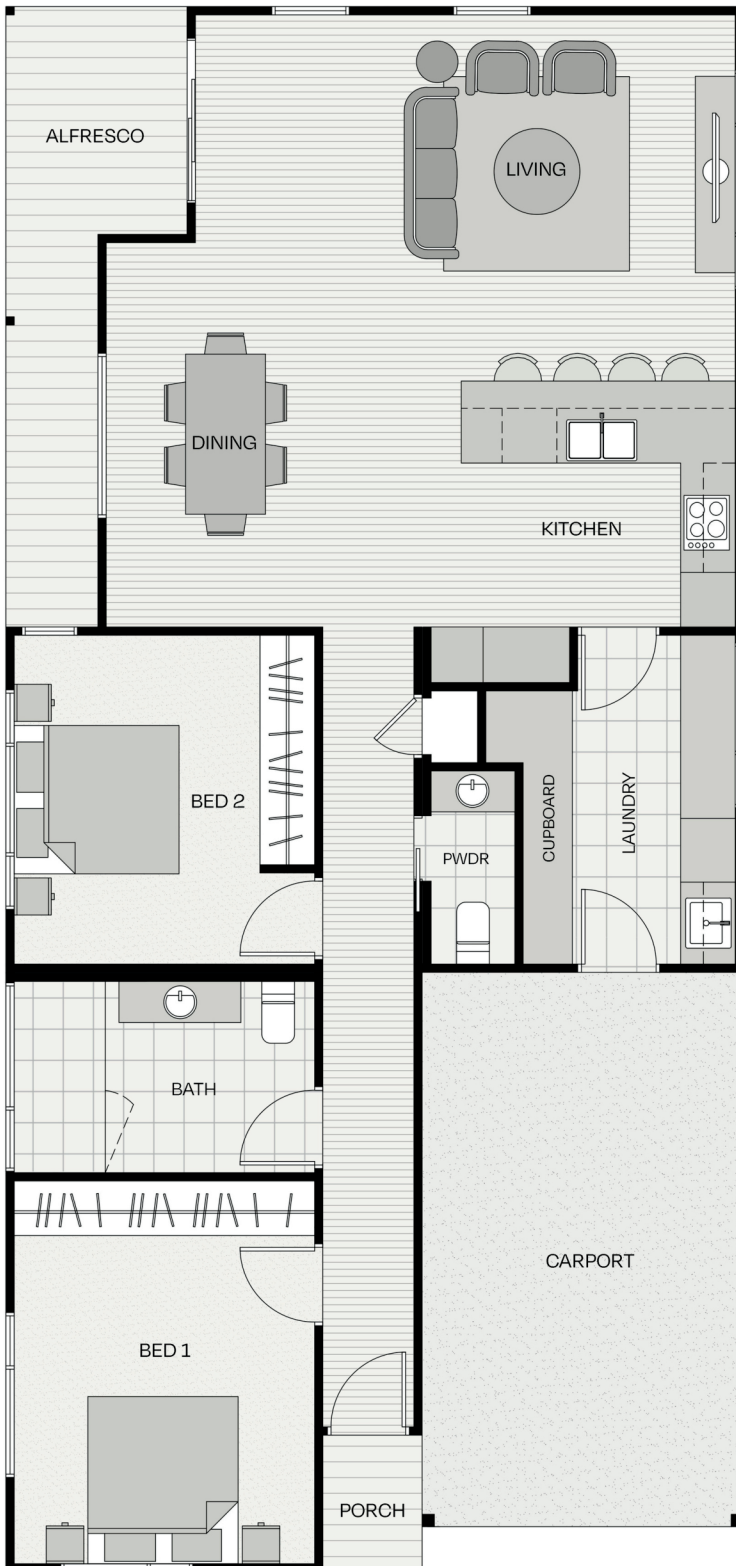 ALFRESCO
LIVING
DINING
KITCHEN
BED 2
CUPBOARD
LAUNDRY
PWDR
BATH
CARPORT
BED 1
PORCH